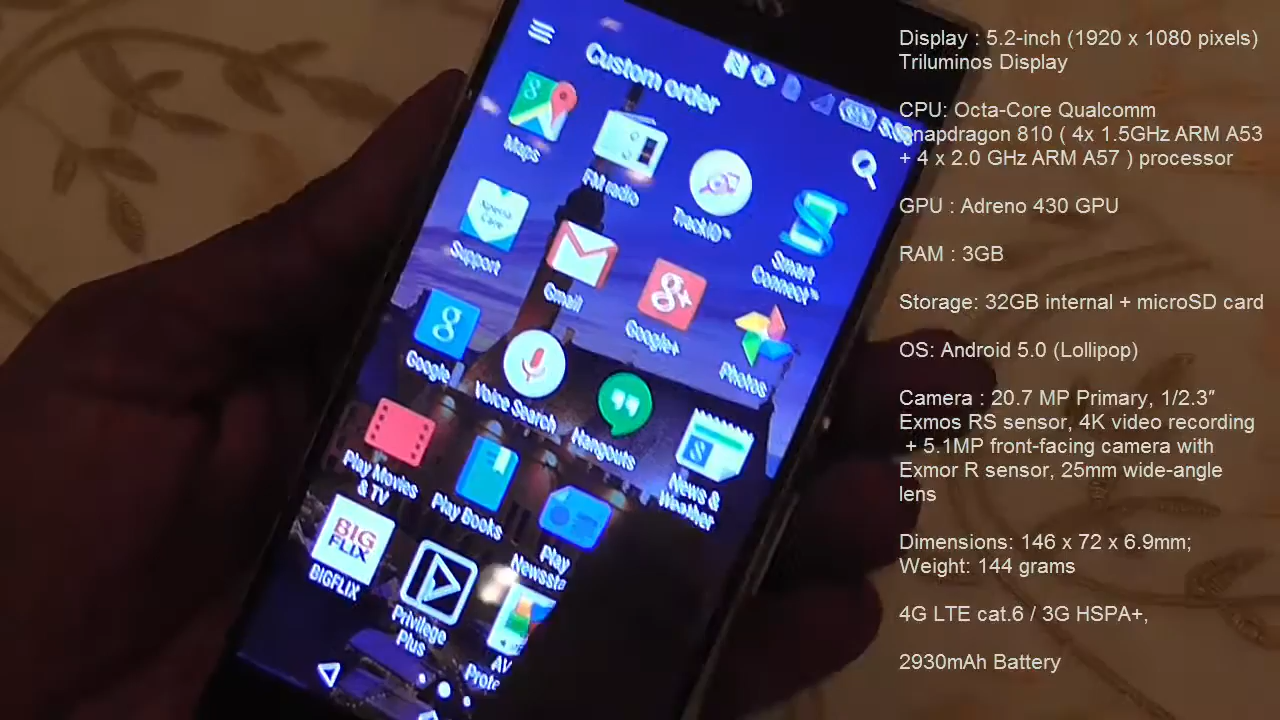 Custom order
Maps
FM radio
TrackID™
Smart
Connect™
Xperia
Care
Support
Gmail
Google+
Photos
Google
Voice Search
Hangouts
News &
Weather
Play Movies
& TV
Play Books
Play
Newssta
BIG
FLIX
BIGFLIX
Privilege
Plus
AV
Prote
Display : 5.2-inch (1920 x 1080 pixels)
Triluminos Display
CPU: Octa-Core Qualcomm
Snapdragon 810 ( 4x 1.5GHz ARM A53
+ 4 x 2.0 GHz ARM A57 ) processor
GPU : Adreno 430 GPU
RAM : 3GB
Storage: 32GB internal + microSD card
OS: Android 5.0 (Lollipop)
Camera : 20.7 MP Primary, 1/2.3″
Exmos RS sensor, 4K video recording
+ 5.1MP front-facing camera with
Exmor R sensor, 25mm wide-angle
lens
Dimensions: 146 x 72 x 6.9mm;
Weight: 144 grams
4G LTE cat.6 / 3G HSPA+,
2930mAh Battery